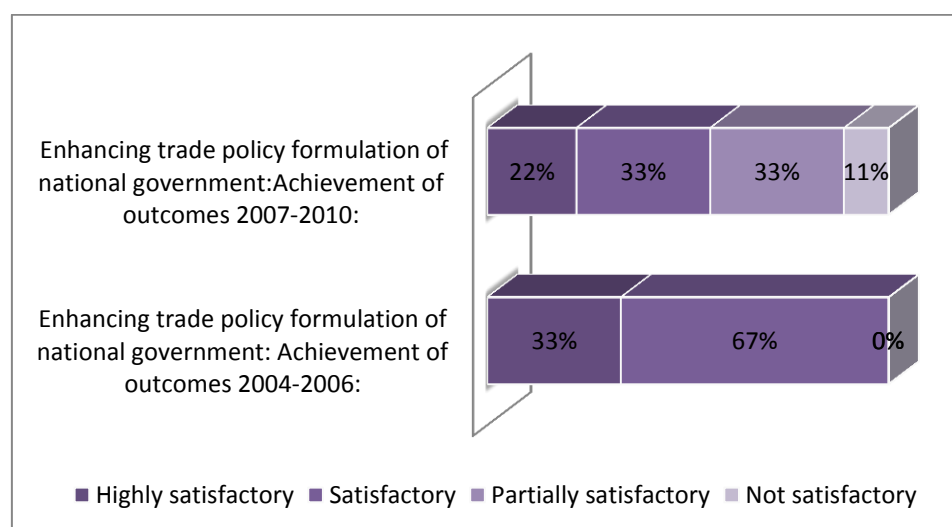 Enhancing trade policy formulation of
national government:Achievement of
outcomes 2007-2010:
22% 33% 33% 11%
Enhancing trade policy formulation of
national government: Achievement of
outcomes 2004-2006:
33% 67% 0%
Highly satisfactory Satisfactory Partially satisfactory Not satisfactory